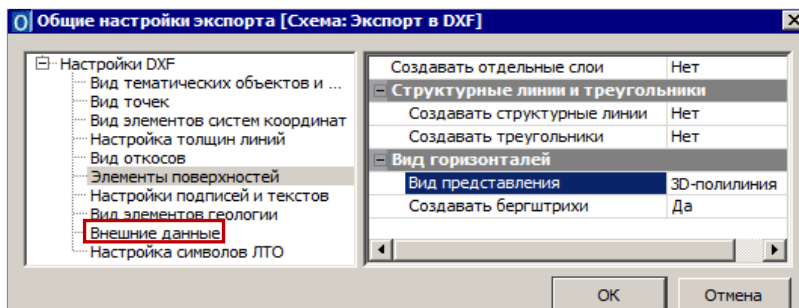 Общие настройки экспорта [Схема: Экспорт в DXF]
Настройки DXF
Вид тематических объектов и ...
Вид точек
Вид элементов систем координат
Настройка толщин линий
Вид откосов
Элементы поверхностей
Настройки подписей и текстов
Вид элементов геологии
Внешние данные
Настройка символов ЛТО
Создавать отдельные слои Нет
Структурные линии и треугольники
Создавать структурные линии Нет
Создавать треугольники Нет
Вид горизонталей
Вид представления 3D-полилиния
Создавать бергштрихи Да
ОК Отмена